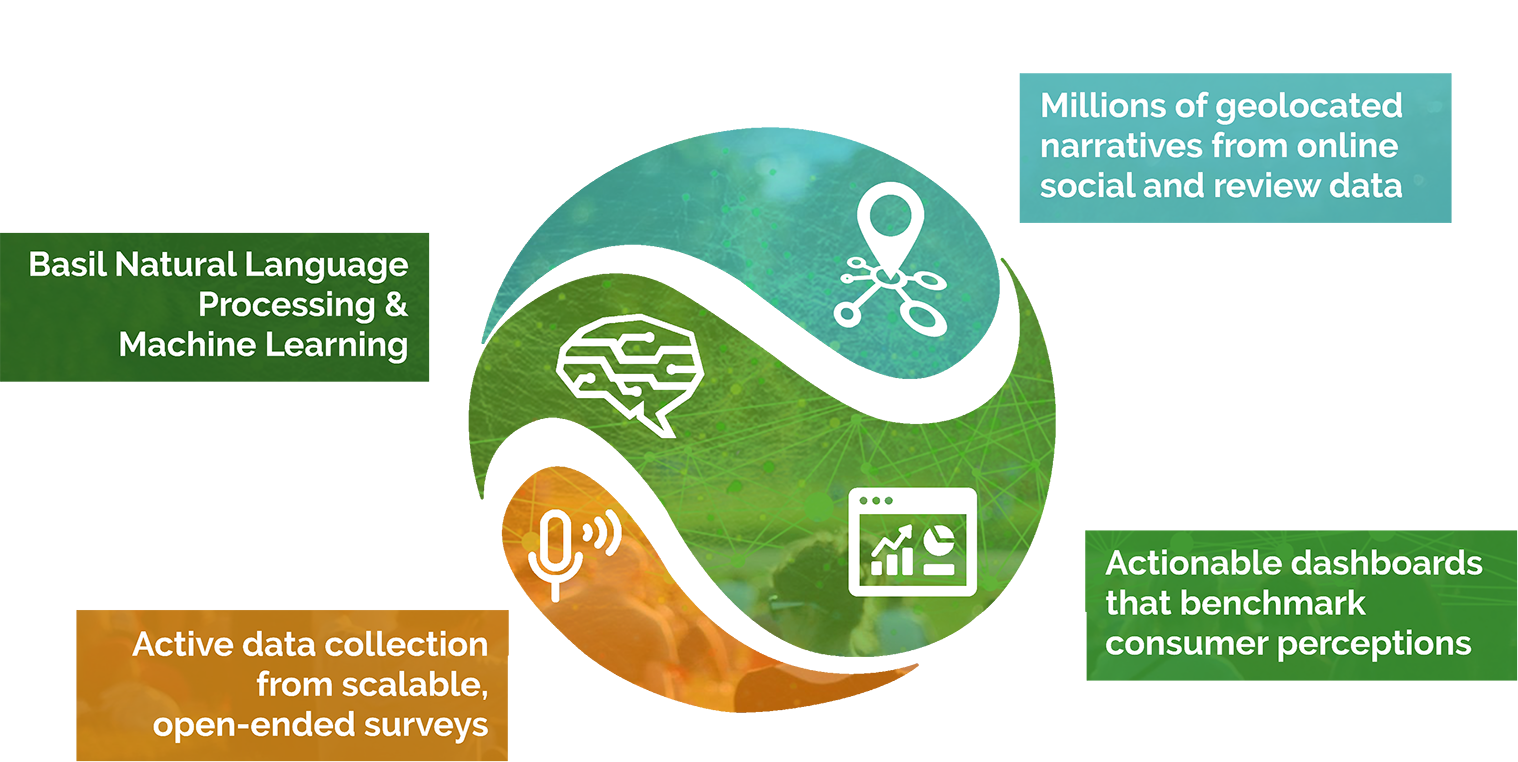 Millions of geolocated
narratives from online
social and review data
Basil Natural Language
Processing &
Machine Learning
Actionable dashboards
that benchmark
consumer perceptions
Active data collection
from scalable,
open-ended surveys